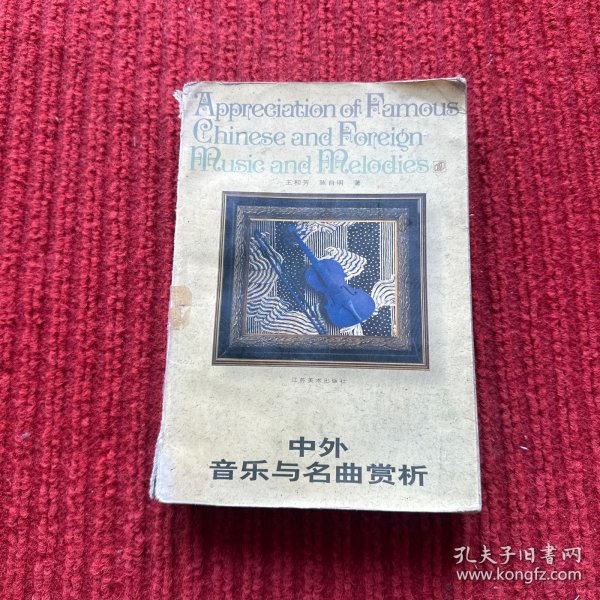 Appreciation of Famous
Chinese and Foreign
Music and Melodies
王和芳 陈自明 著
江苏美术出版社
中外
音乐与名曲赏析
孔夫子旧书网
www.kongfz.com